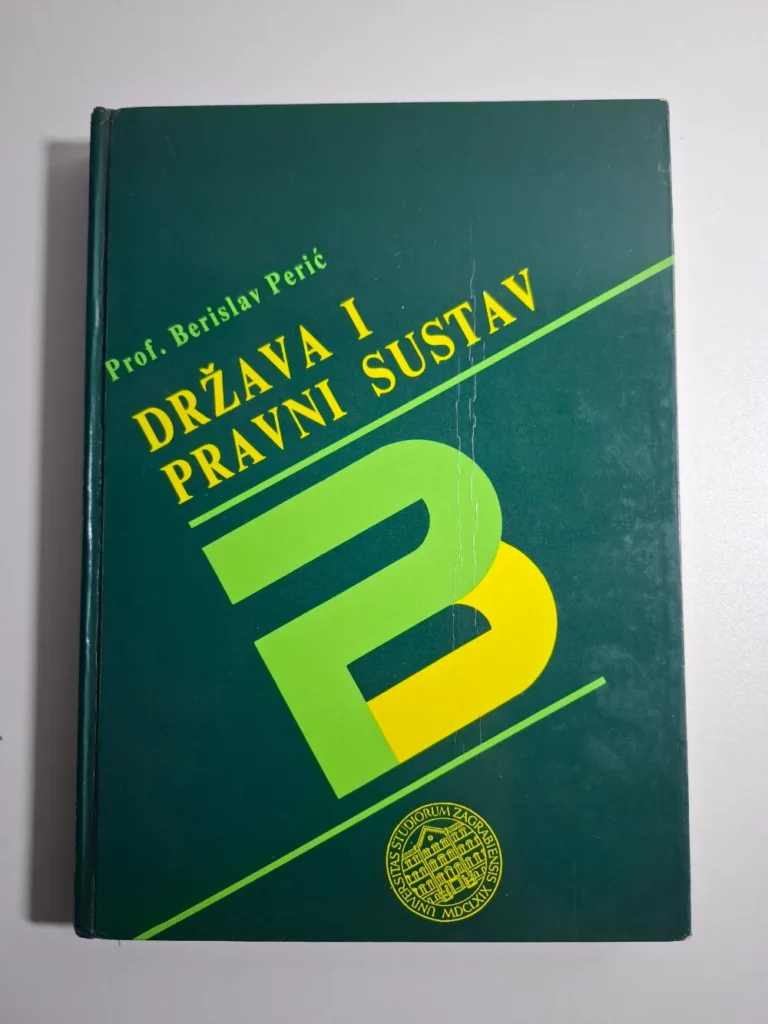 Prof. Berislav Perić
DRŽAVA I
PRAVNI SUSTAV
UNIVERSITAS STUDIORUM ZAGRABIENSIS MDCLXIX